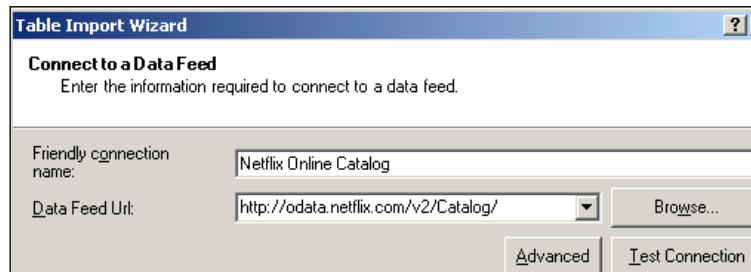 Table Import Wizard ?
Connect to a Data Feed
Enter the information required to connect to a data feed.
Friendly connection name: Netflix Online Catalog
Data Feed Url: http://odata.netflix.com/v2/Catalog/ Browse...
Advanced Test Connection